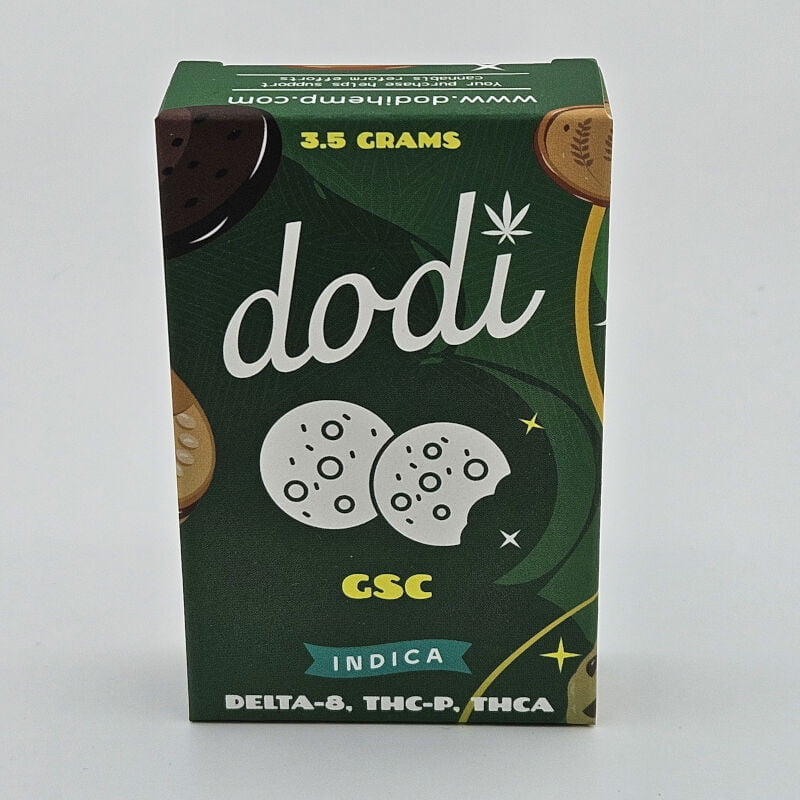 www.dodihemp.com
Your purchase helps support
cannabis reform efforts
3.5 GRAMS
dodi
GSC
INDICA
DELTA-8, THC-P, THCA